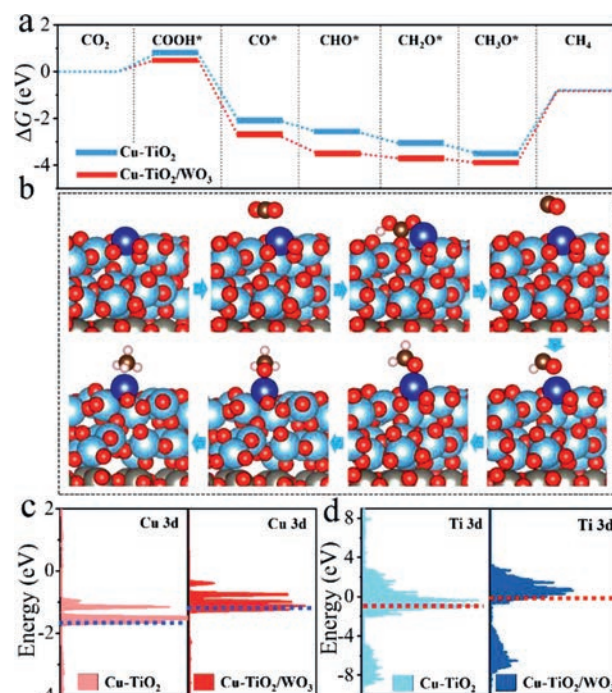 a
CO₂ COOH* CO* CHO* CH₂O* CH₃O* CH₄
ΔG (eV)
2
0
-2
-4
Cu-TiO₂
Cu-TiO₂/WO₃
b
c
Energy (eV)
2
0
-2
Cu 3d
Cu 3d
Cu-TiO₂
Cu-TiO₂/WO₃
d
Energy (eV)
8
4
0
-4
-8
Ti 3d
Ti 3d
Cu-TiO₂
Cu-TiO₂/WO